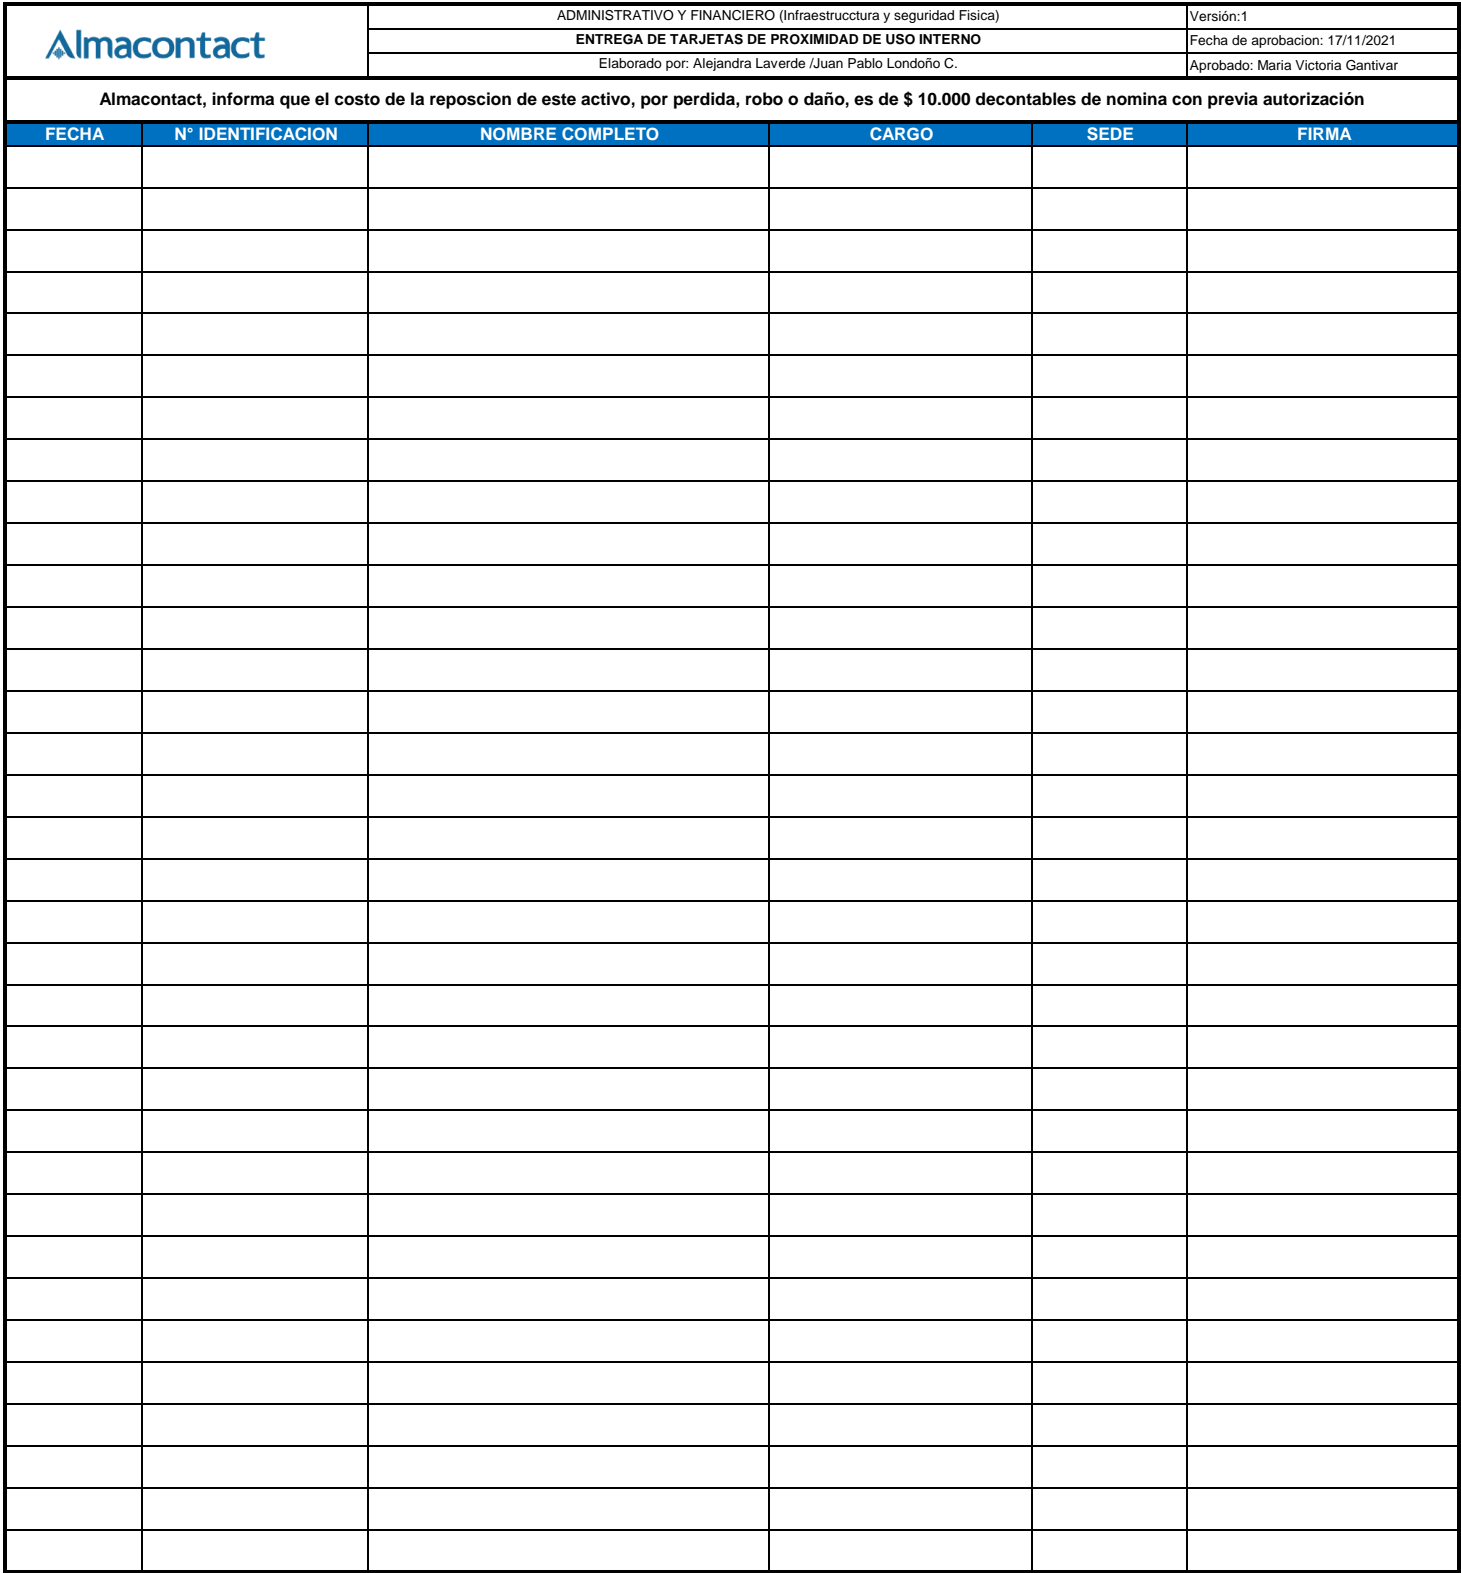 Almacontact
ADMINISTRATIVO Y FINANCIERO (Infraestrucctura y seguridad Fisica)
ENTREGA DE TARJETAS DE PROXIMIDAD DE USO INTERNO
Elaborado por: Alejandra Laverde /Juan Pablo Londoño C.
Versión:1
Fecha de aprobacion: 17/11/2021
Aprobado: Maria Victoria Gantivar
Almacontact, informa que el costo de la reposcion de este activo, por perdida, robo o daño, es de $ 10.000 decontables de nomina con previa autorización
FECHA N° IDENTIFICACION NOMBRE COMPLETO CARGO SEDE FIRMA